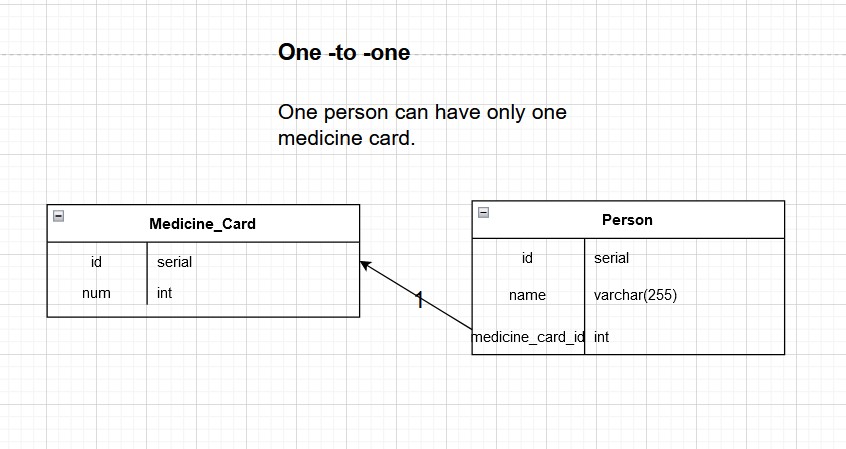 One -to -one
One person can have only one
medicine card.
Medicine_Card
id serial
num int
1
Person
id serial
name varchar(255)
medicine_card_id int